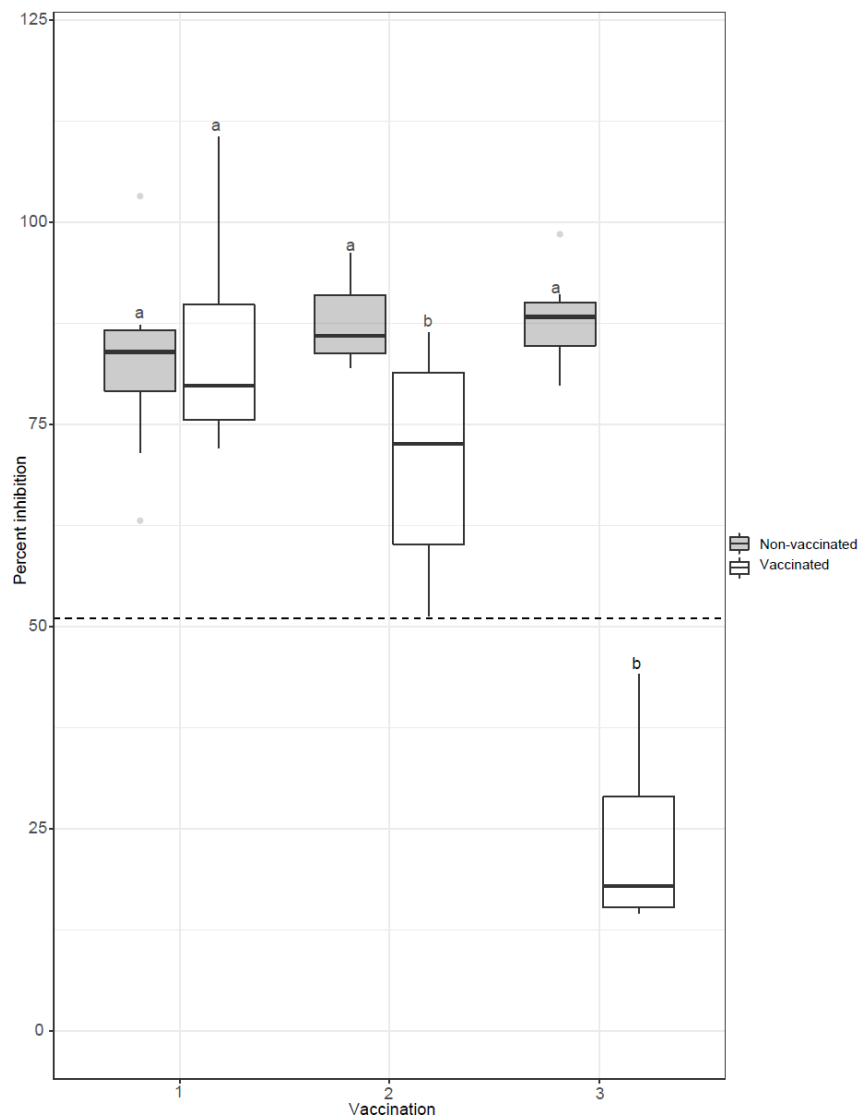 125
100
75
50
25
0
Percent inhibition
a
a
a
b
a
b
1
2
3
Vaccination
Non-vaccinated
Vaccinated